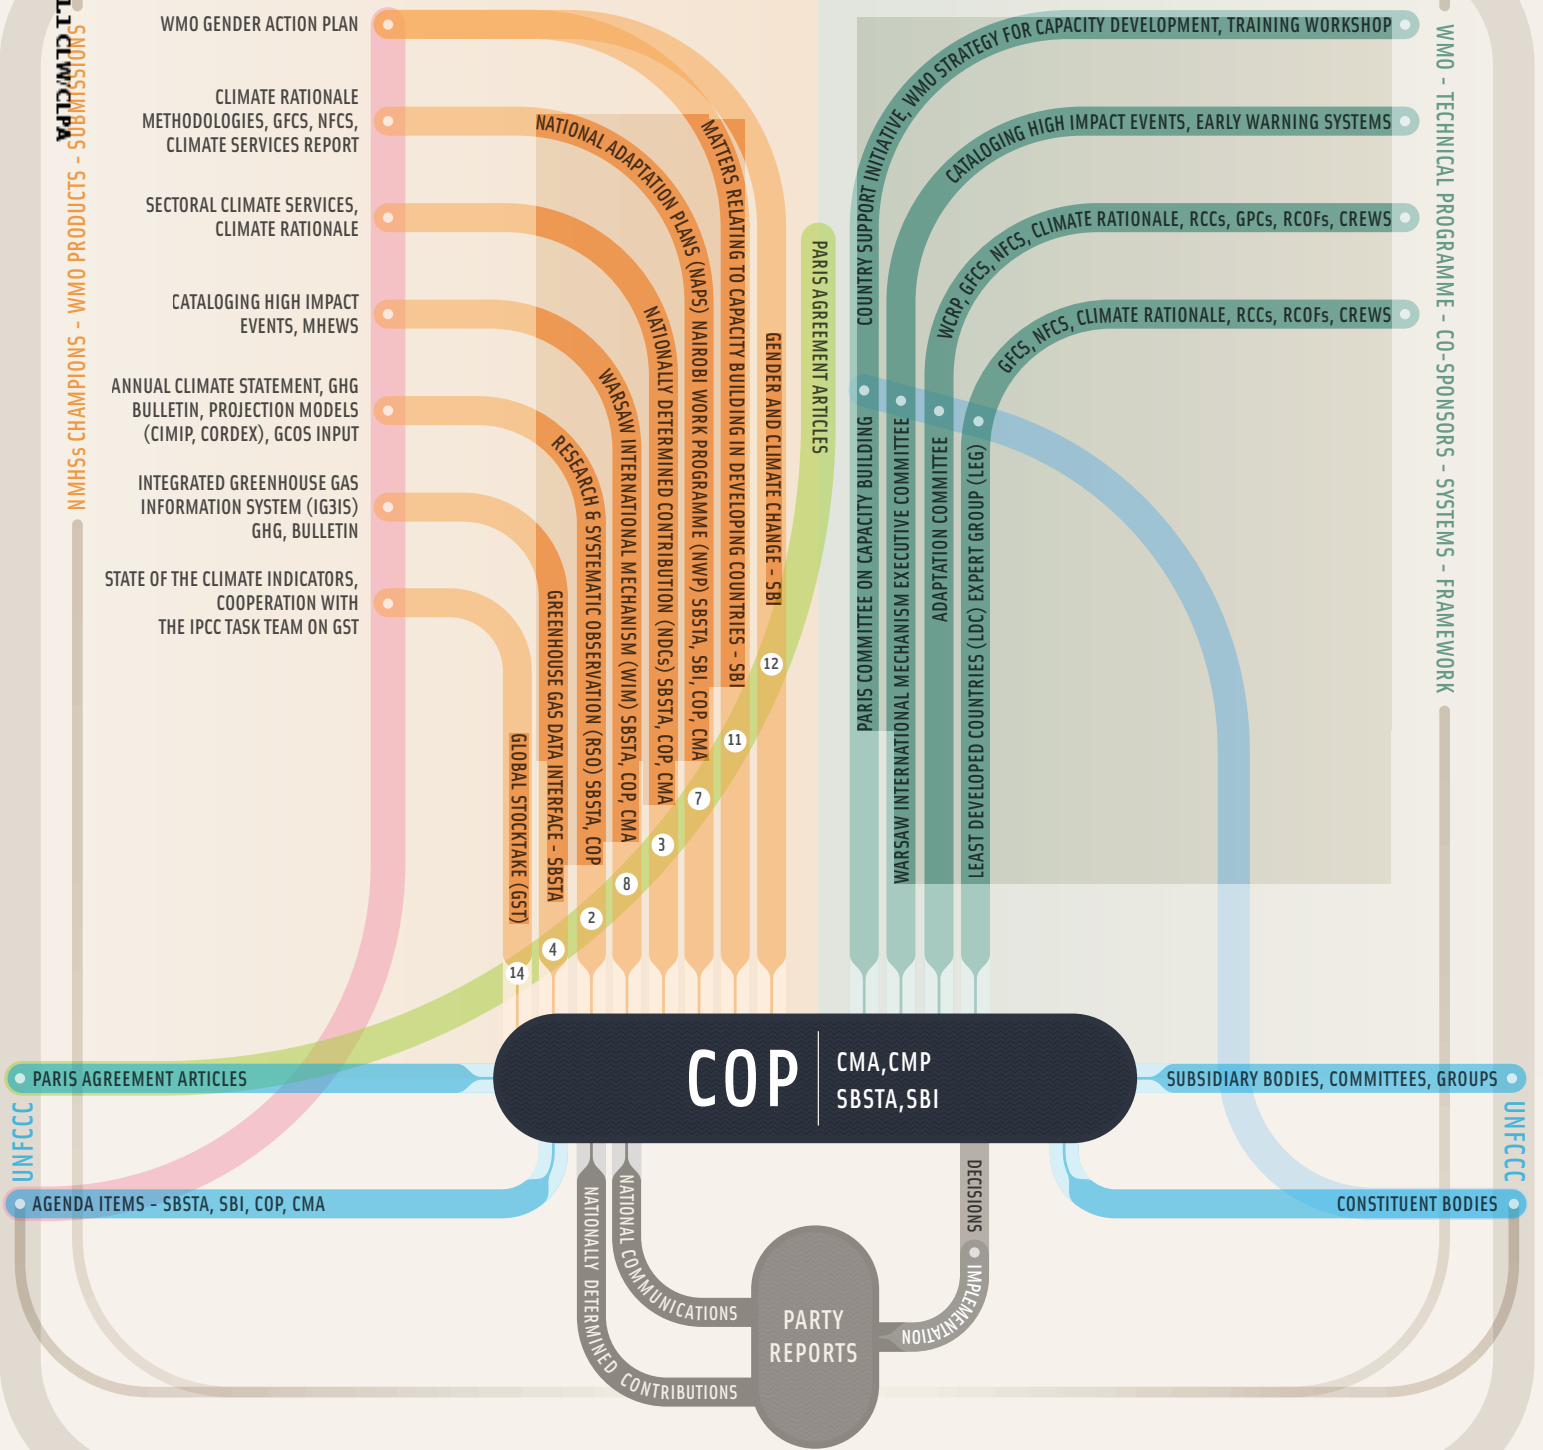 WMO GENDER ACTION PLAN
CLIMATE RATIONALE
METHODOLOGIES, GFCS, NFCS,
CLIMATE SERVICES REPORT
SECTORAL CLIMATE SERVICES,
CLIMATE RATIONALE
CATALOGING HIGH IMPACT
EVENTS, MHEWS
ANNUAL CLIMATE STATEMENT, GHG
BULLETIN, PROJECTION MODELS
(CIMIP, CORDEX), GCOS INPUT
INTEGRATED GREENHOUSE GAS
INFORMATION SYSTEM (IG3IS)
GHG, BULLETIN
STATE OF THE CLIMATE INDICATORS,
COOPERATION WITH
THE IPCC TASK TEAM ON GST
NMHSs CHAMPIONS - WMO PRODUCTS - SUBMISSIONS
GLOBAL STOCKTAKE (GST)
GREENHOUSE GAS DATA INTERFACE - SBSTA
RESEARCH & SYSTEMATIC OBSERVATION (RSO) SBSTA, COP
WARSAW INTERNATIONAL MECHANISM (WIM) SBSTA, COP, CMA
NATIONALLY DETERMINED CONTRIBUTION (NDCs) SBSTA, COP, CMA
NATIONAL ADAPTATION PLANS (NAPS) NAIROBI WORK PROGRAMME (NWP) SBSTA, SBI, COP, CMA
MATTERS RELATING TO CAPACITY BUILDING IN DEVELOPING COUNTRIES - SBI
GENDER AND CLIMATE CHANGE - SBI
PARIS AGREEMENT ARTICLES
12
11
7
3
8
2
4
14
COUNTRY SUPPORT INITIATIVE, WMO STRATEGY FOR CAPACITY DEVELOPMENT, TRAINING WORKSHOP
CATALOGING HIGH IMPACT EVENTS, EARLY WARNING SYSTEMS
WCRP, GFCS, NFCS, CLIMATE RATIONALE, RCCs, GPCs, RCOFs, CREWS
GFCS, NFCS, CLIMATE RATIONALE, RCCs, RCOFs, CREWS
PARIS COMMITTEE ON CAPACITY BUILDING
WARSAW INTERNATIONAL MECHANISM EXECUTIVE COMMITTEE
ADAPTATION COMMITTEE
LEAST DEVELOPED COUNTRIES (LDC) EXPERT GROUP (LEG)
WMO - TECHNICAL PROGRAMME - CO-SPONSORS - SYSTEMS - FRAMEWORK
COP
CMA,CMP
SBSTA,SBI
PARIS AGREEMENT ARTICLES
UNFCCC
AGENDA ITEMS - SBSTA, SBI, COP, CMA
SUBSIDIARY BODIES, COMMITTEES, GROUPS
UNFCCC
CONSTITUENT BODIES
NATIONALLY DETERMINED CONTRIBUTIONS
NATIONAL COMMUNICATIONS
DECISIONS
IMPLEMENTATION
PARTY
REPORTS